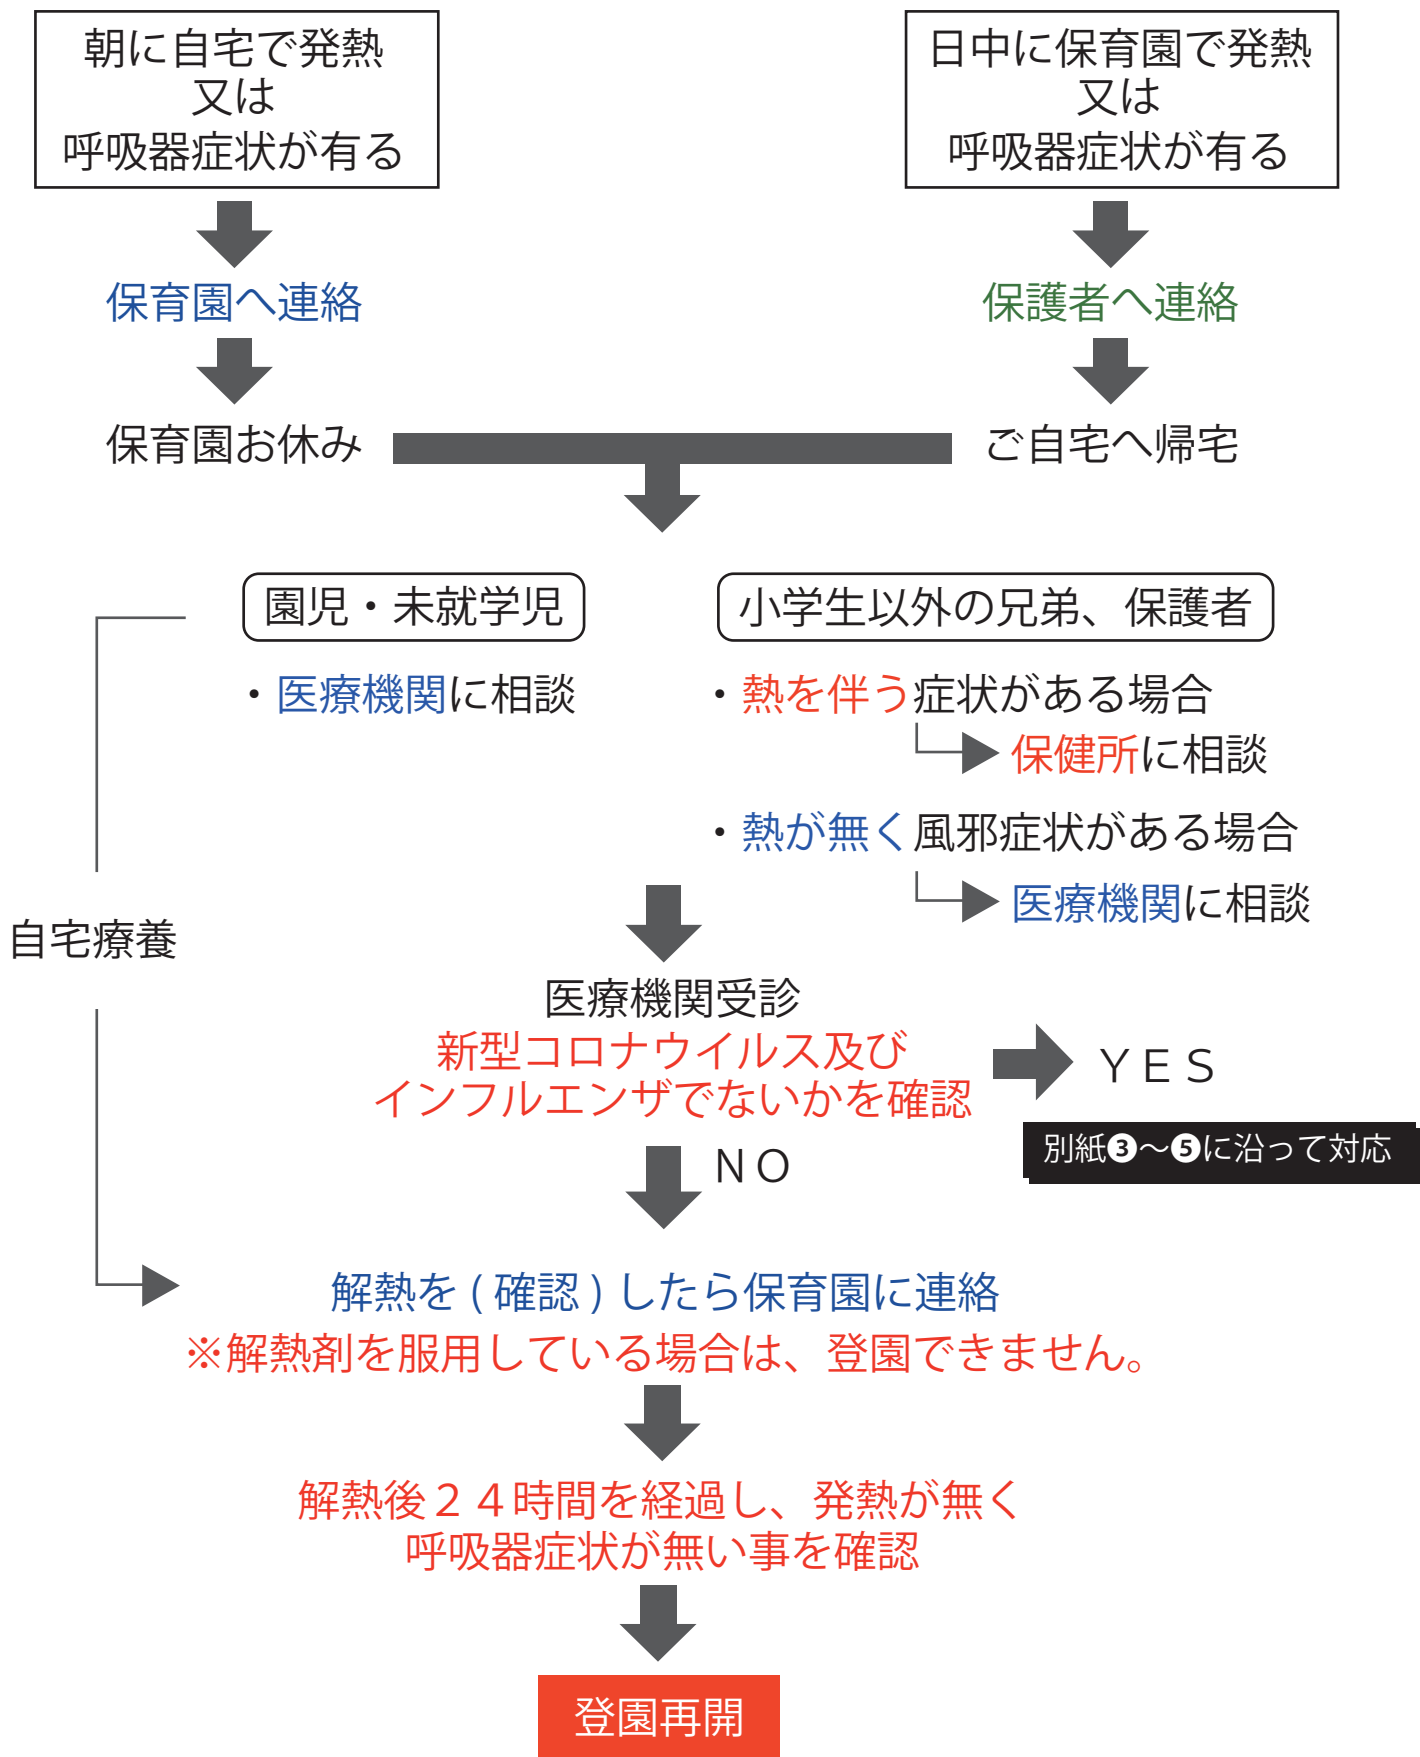 朝に自宅で発熱
又は
呼吸器症状が有る
日中に保育園で発熱
又は
呼吸器症状が有る
保育園へ連絡
保護者へ連絡
保育園お休み
ご自宅へ帰宅
園児・未就学児
・医療機関に相談
小学生以外の兄弟、保護者
・熱を伴う症状がある場合
保健所に相談
・熱が無く風邪症状がある場合
医療機関に相談
自宅療養
医療機関受診
新型コロナウイルス及び
インフルエンザでないかを確認
ＹＥＳ
別紙❸～❺に沿って対応
ＮＯ
解熱を ( 確認 ) したら保育園に連絡
※解熱剤を服用している場合は、登園できません。
解熱後２４時間を経過し、発熱が無く
呼吸器症状が無い事を確認
登園再開